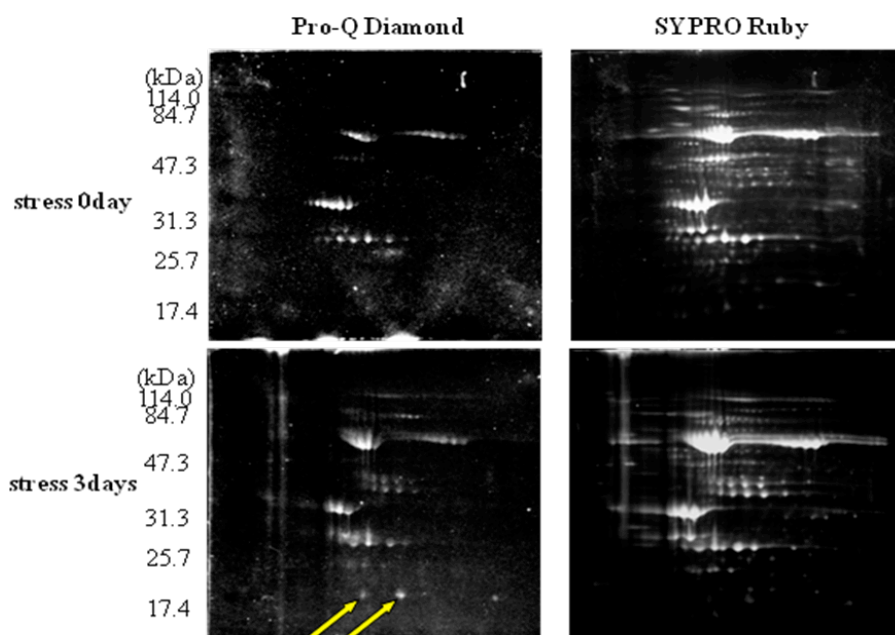 Pro-Q Diamond SYPRO Ruby
(kDa)
114.0
84.7
47.3
stress 0day
31.3
25.7
17.4
(kDa)
114.0
84.7
47.3
stress 3days
31.3
25.7
17.4